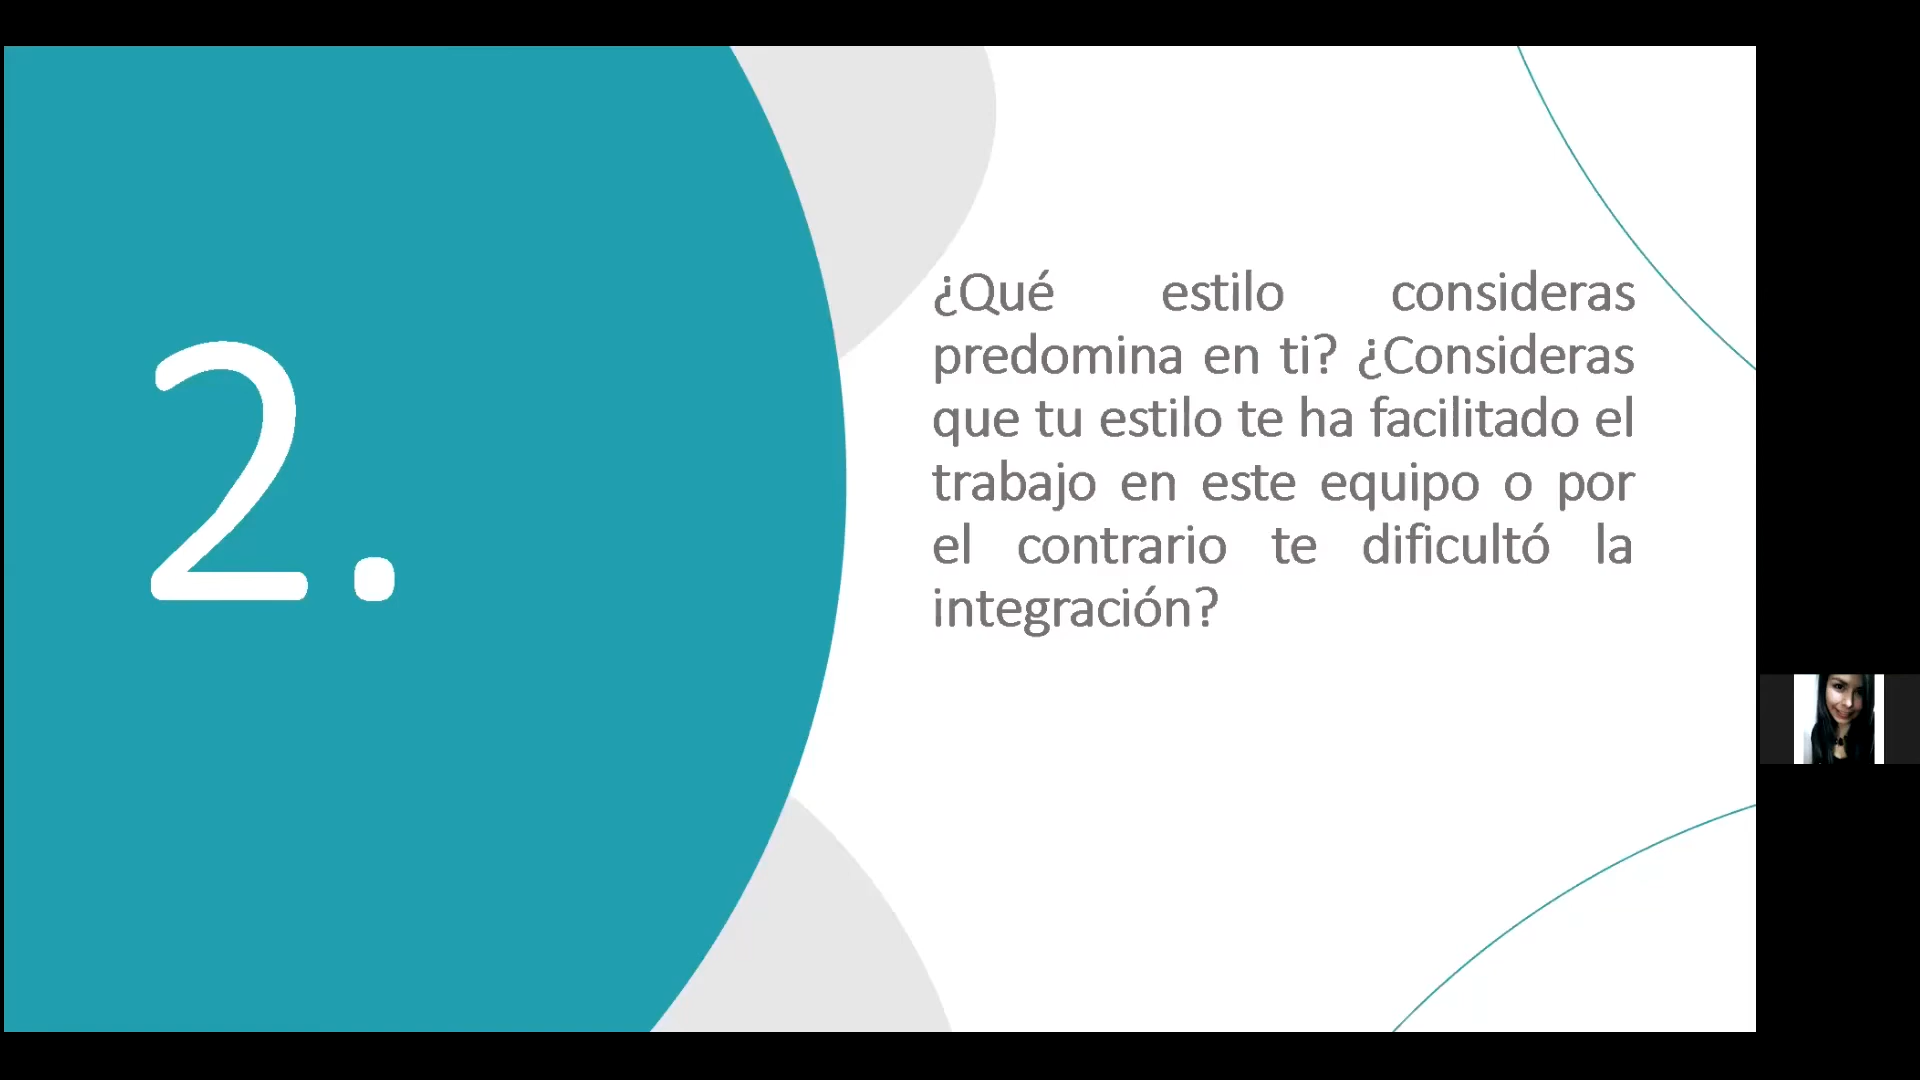 2.
¿Qué estilo consideras
predomina en ti? ¿Consideras
que tu estilo te ha facilitado el
trabajo en este equipo o por
el contrario te dificultó la
integración?